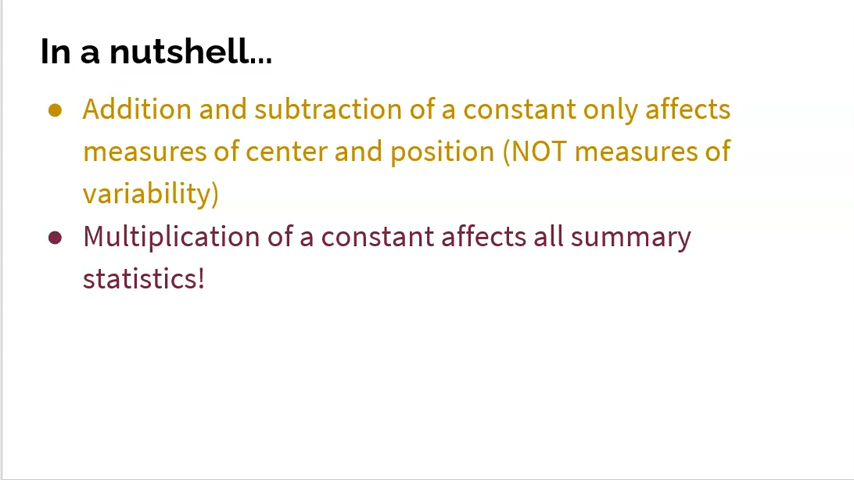 In a nutshell...
● Addition and subtraction of a constant only affects
measures of center and position (NOT measures of
variability)
● Multiplication of a constant affects all summary
statistics!